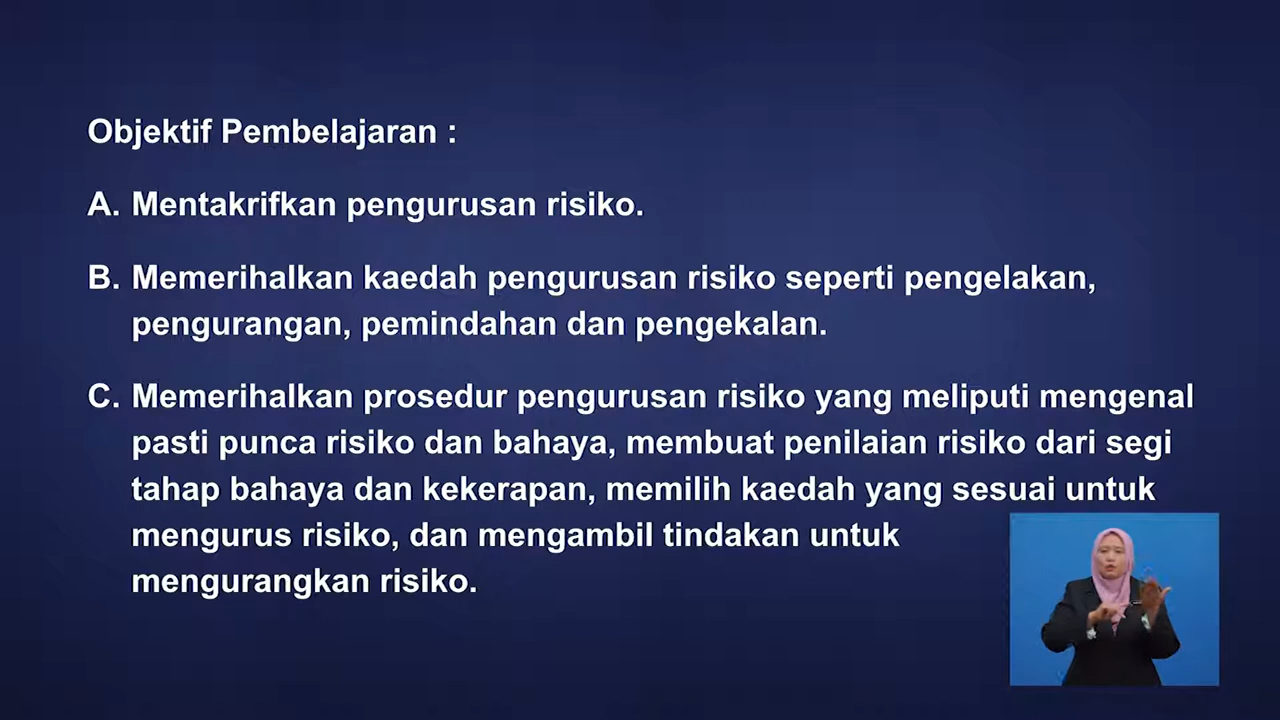 Objektif Pembelajaran :
A. Mentakrifkan pengurusan risiko.
B. Memerihalkan kaedah pengurusan risiko seperti pengelakan,
pengurangan, pemindahan dan pengekalan.
C. Memerihalkan prosedur pengurusan risiko yang meliputi mengenal
pasti punca risiko dan bahaya, membuat penilaian risiko dari segi
tahap bahaya dan kekerapan, memilih kaedah yang sesuai untuk
mengurus risiko, dan mengambil tindakan untuk
mengurangkan risiko.